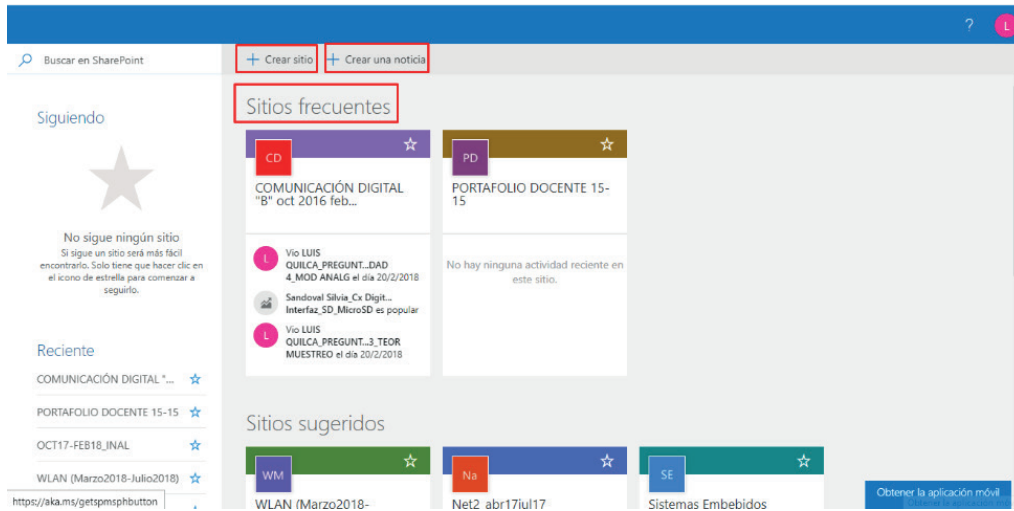 ?
L
Buscar en SharePoint
+ Crear sitio
+ Crear una noticia
Siguiendo
No sigue ningún sitio
Si sigue un sitio será más fácil
encontrarlo. Solo tiene que hacer clic en
el icono de estrella para comenzar a
seguirlo.
Reciente
COMUNICACIÓN DIGITAL "...
PORTAFOLIO DOCENTE 15-15
OCT17-FEB18_INAL
WLAN (Marzo2018-Julio2018)
https://aka.ms/getspmsphbutton
Sitios frecuentes
CD
COMUNICACIÓN DIGITAL
"B" oct 2016 feb...
L
Vio LUIS
QUILCA_PREGUNT...DAD
4_MOD ANALG el día 20/2/2018
Sandoval Silvia_Cx Digit...
Interfaz_SD_MicroSD es popular
L
Vio LUIS
QUILCA_PREGUNT...3_TEOR
MUESTREO el día 20/2/2018
PD
PORTAFOLIO DOCENTE 15-
15
No hay ninguna actividad reciente en
este sitio.
Sitios sugeridos
WM
WLAN (Marzo2018-
Na
Net2_abr17jul17
SE
Sistemas Embebidos
Obtener la aplicación móvil